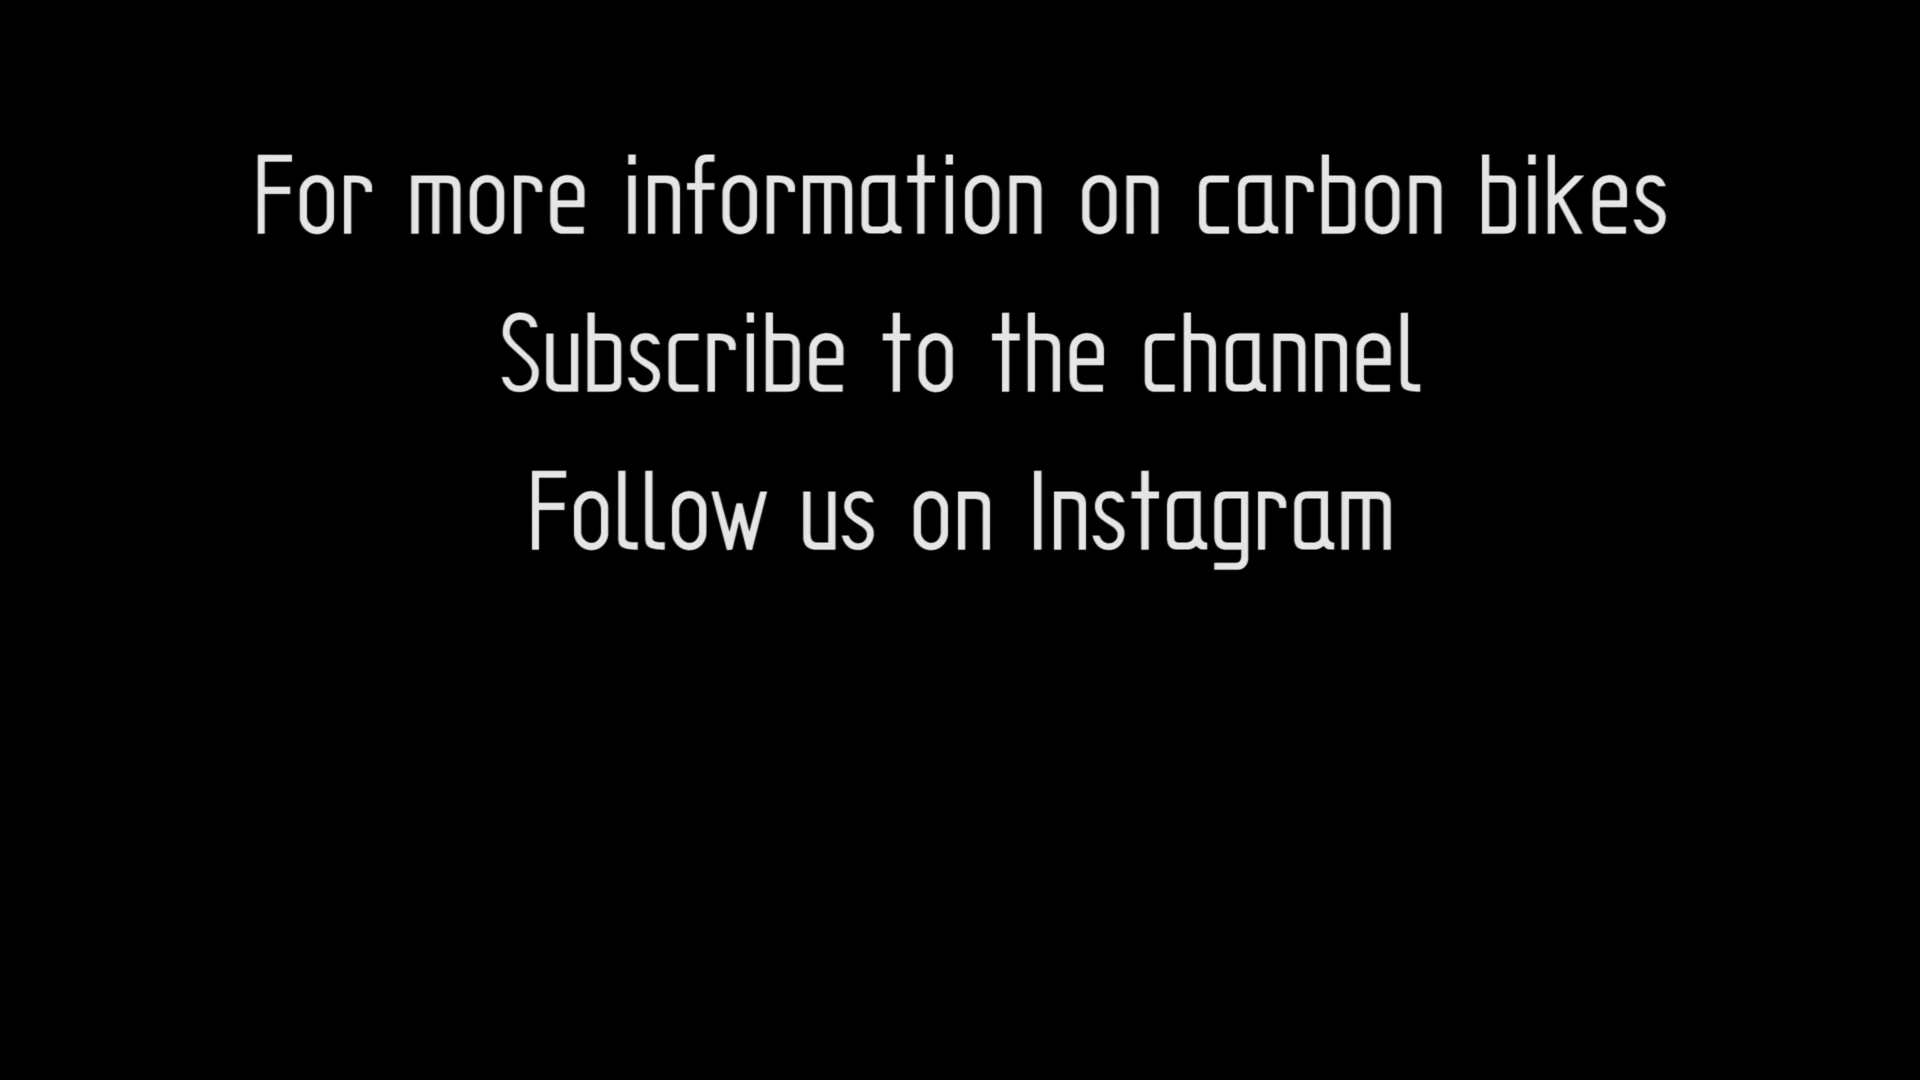 For more information on carbon bikes
Subscribe to the channel
Follow us on Instagram